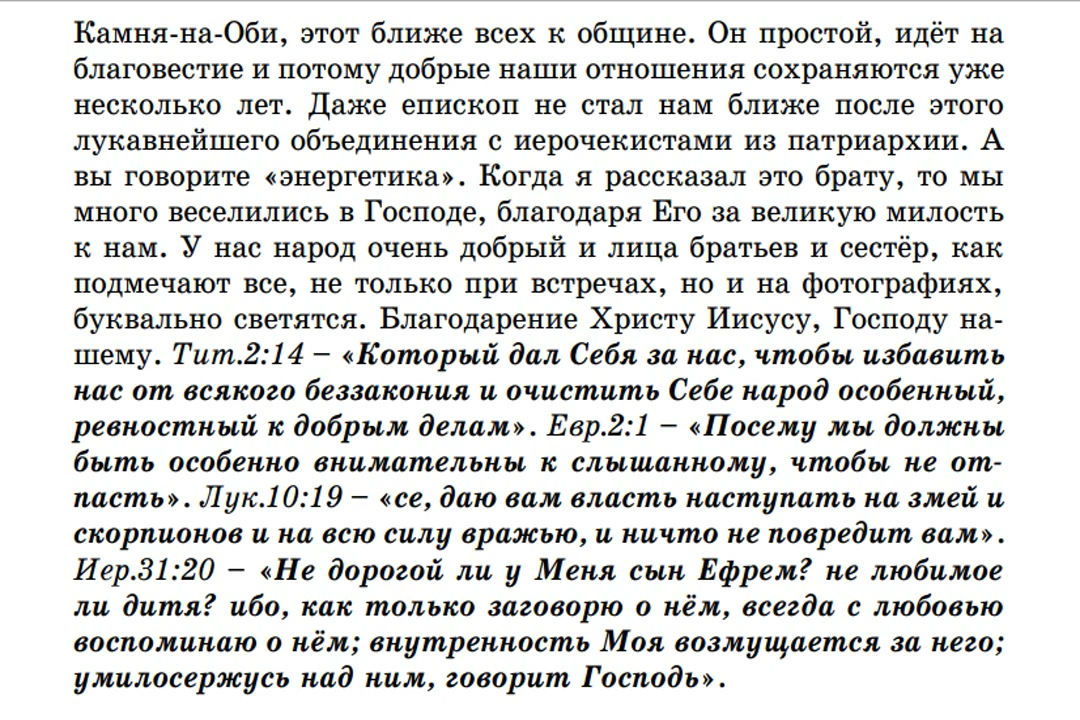 Камня-на-Оби, этот ближе всех к общине. Он простой, идёт на
благовестие и потому добрые наши отношения сохраняются уже
несколько лет. Даже епископ не стал нам ближе после этого
лукавнейшего объединения с иерочекистами из патриархии. А
вы говорите «энергетика». Когда я рассказал это брату, то мы
много веселились в Господе, благодаря Его за великую милость
к нам. У нас народ очень добрый и лица братьев и сестёр, как
подмечают все, не только при встречах, но и на фотографиях,
буквально светятся. Благодарение Христу Иисусу, Господу на-
шему. Тит.2:14 – «Который дал Себя за нас, чтобы избавить
нас от всякого беззакония и очистить Себе народ особенный,
ревностный к добрым делам». Евр.2:1 – «Посему мы должны
быть особенно внимательны к слышанному, чтобы не от-
пасть». Лук.10:19 – «се, даю вам власть наступать на змей и
скорпионов и на всю силу вражью, и ничто не повредит вам».
Иер.31:20 – «Не дорогой ли у Меня сын Ефрем? не любимое
ли дитя? ибо, как только заговорю о нём, всегда с любовью
воспоминаю о нём; внутренность Моя возмущается за него;
умилосержусь над ним, говорит Господь».